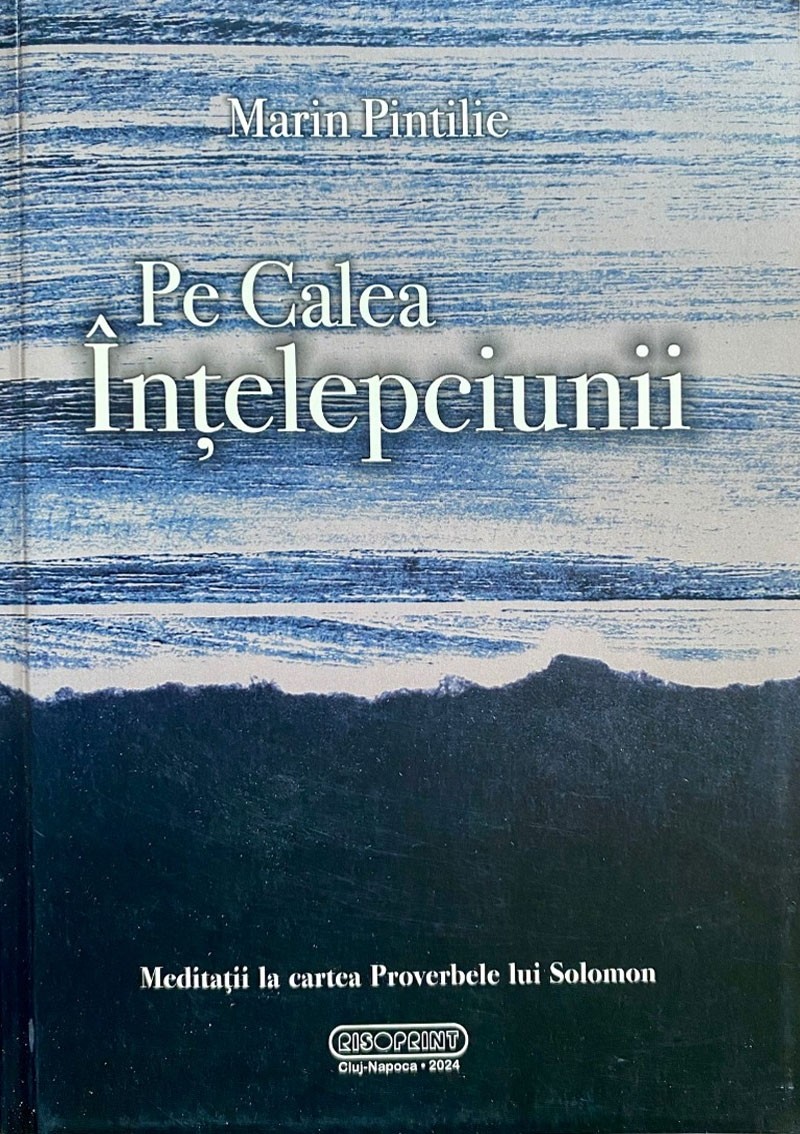 Marin Pintilie
Pe Calea
Înțelepciunii
Meditații la cartea Proverbele lui Solomon
RISOPRINT
Cluj-Napoca • 2024